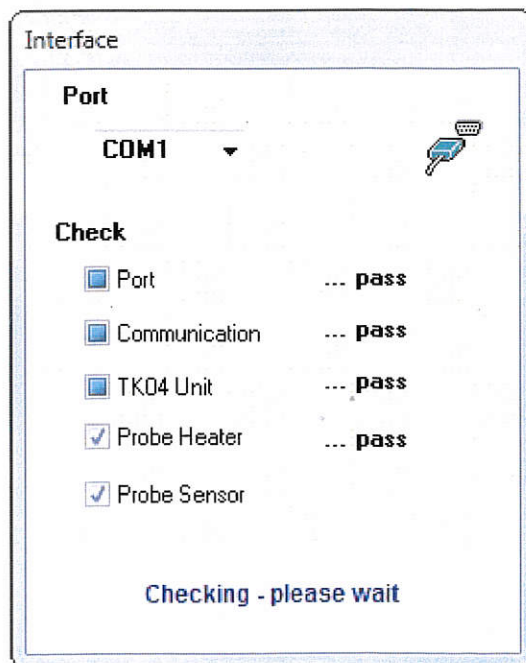 Interface
Port
COM1
Check
Port ... pass
Communication ... pass
TK04 Unit ... pass
Probe Heater ... pass
Probe Sensor
Checking - please wait